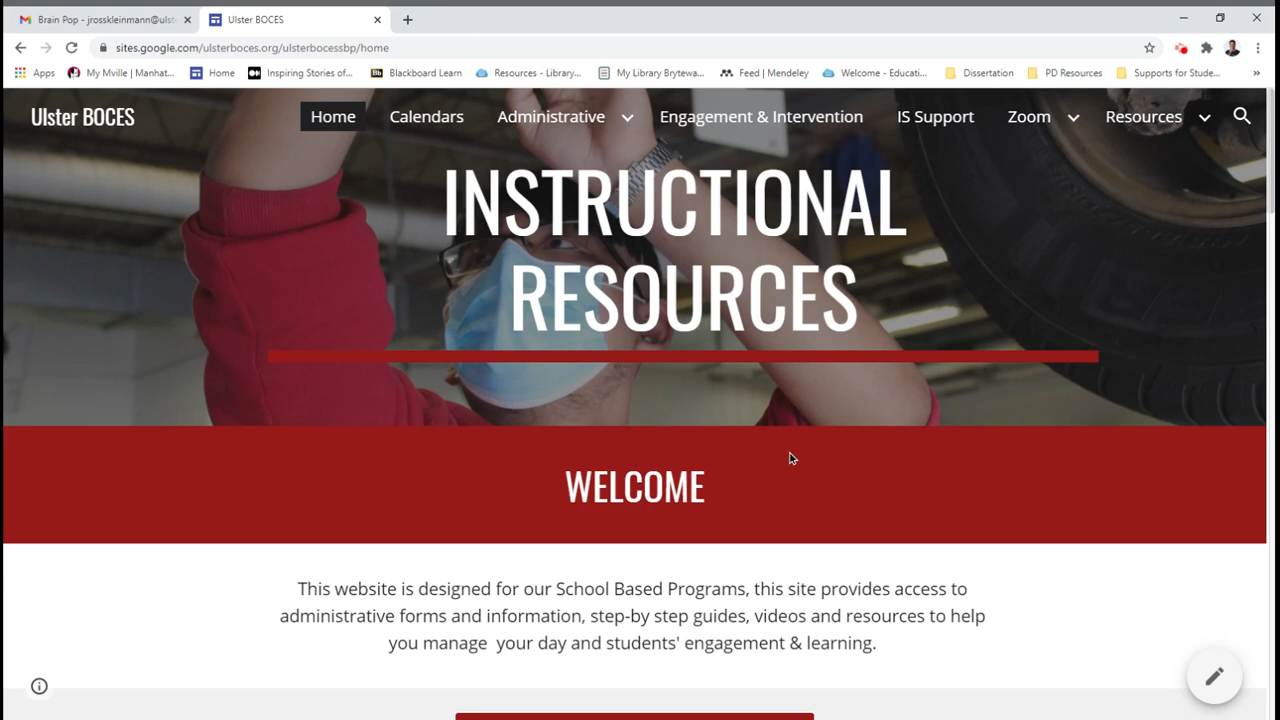 Brain Pop - jrosskleinmann@ulst
Ulster BOCES
sites.google.com/ulsterboces.org/ulsterbocessbp/home
Apps
My Mville | Manhat...
Home
Inspiring Stories of...
Blackboard Learn
Resources - Library...
My Library Brytewa...
Feed | Mendeley
Welcome - Educati...
Dissertation
PD Resources
Supports for Stude...
Ulster BOCES
Home
Calendars
Administrative
Engagement & Intervention
IS Support
Zoom
Resources
INSTRUCTIONAL
RESOURCES
WELCOME
This website is designed for our School Based Programs, this site provides access to
administrative forms and information, step-by step guides, videos and resources to help
you manage  your day and students' engagement & learning.